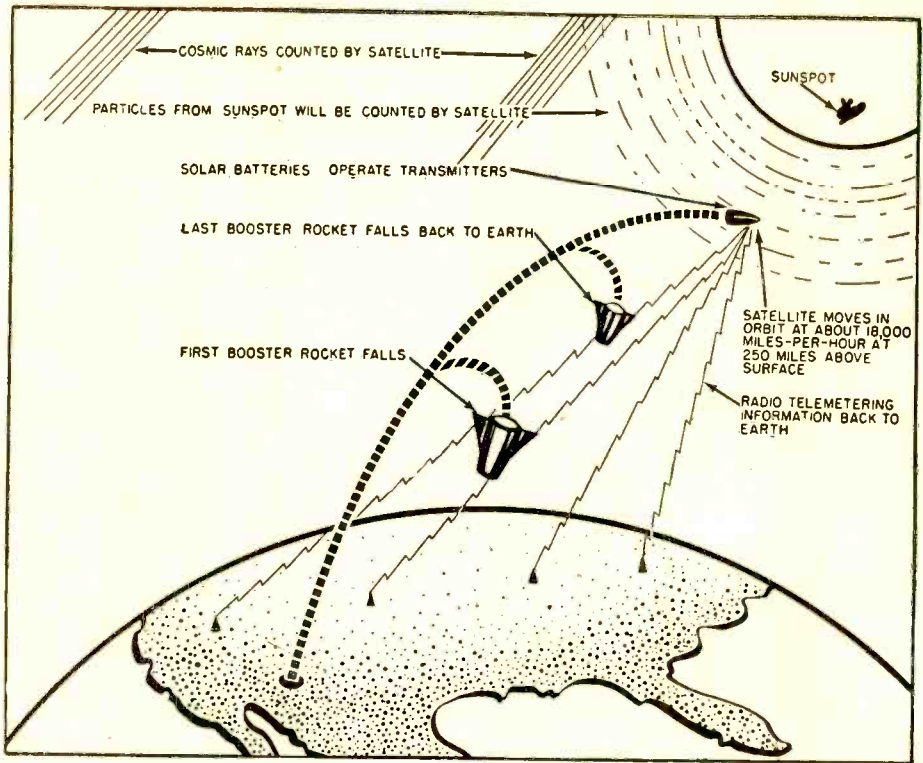 COSMIC RAYS COUNTED BY SATELLITE
SUNSPOT
PARTICLES FROM SUNSPOT WILL BE COUNTED BY SATELLITE
SOLAR BATTERIES OPERATE TRANSMITTERS
LAST BOOSTER ROCKET FALLS BACK TO EARTH
SATELLITE MOVES IN
ORBIT AT ABOUT 18,000
MILES-PER-HOUR AT
250 MILES ABOVE
SURFACE
FIRST BOOSTER ROCKET FALLS
RADIO TELEMETERING
INFORMATION BACK TO
EARTH